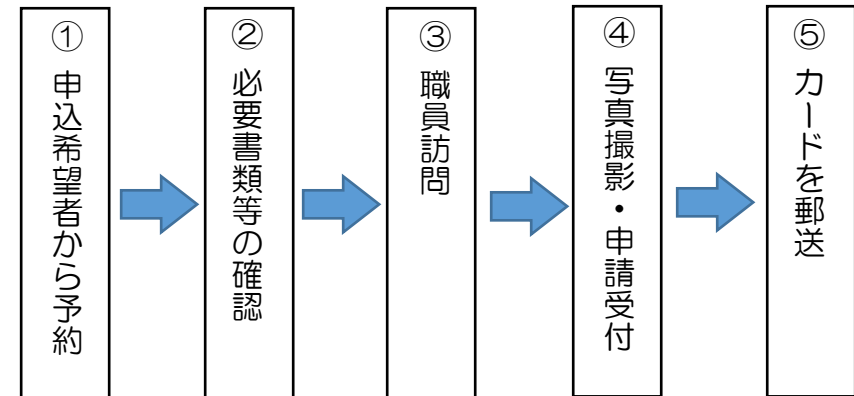 ① 申込希望者から予約
② 必要書類等の確認
③ 職員訪問
④ 写真撮影・申請受付
⑤ カードを郵送